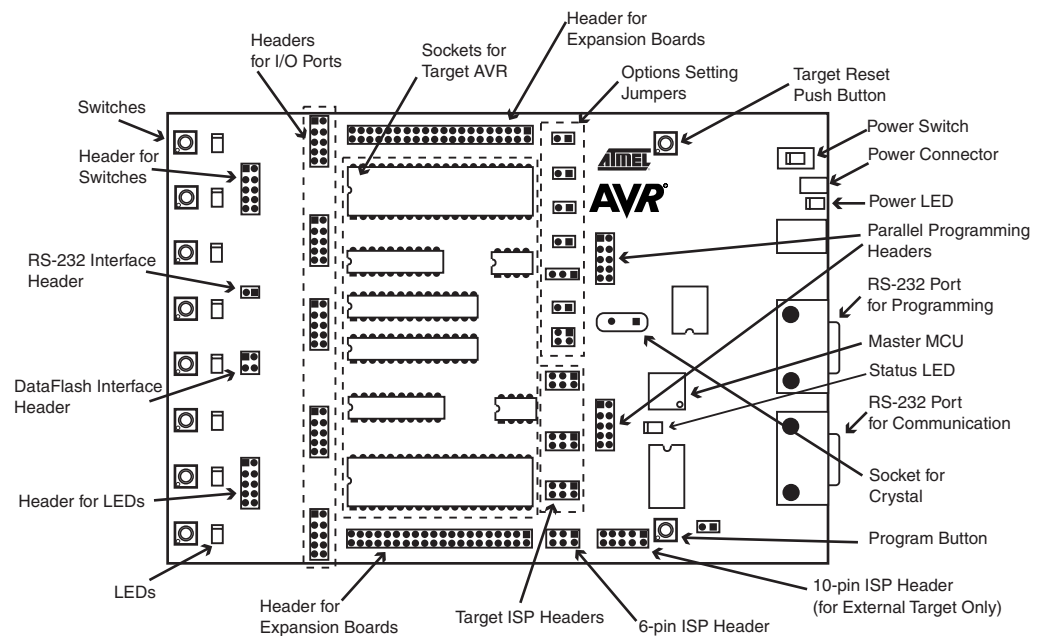 Header for
Expansion Boards
Headers
for I/O Ports
Sockets for
Target AVR
Options Setting
Jumpers
Target Reset
Push Button
Switches
Header for
Switches
Power Switch
Power Connector
Power LED
ATMEL
AVR
Parallel Programming
Headers
RS-232 Interface
Header
RS-232 Port
for Programming
Master MCU
Status LED
DataFlash Interface
Header
RS-232 Port
for Communication
Socket for
Crystal
Header for LEDs
Program Button
LEDs
Header for
Expansion Boards
Target ISP Headers
6-pin ISP Header
10-pin ISP Header
(for External Target Only)